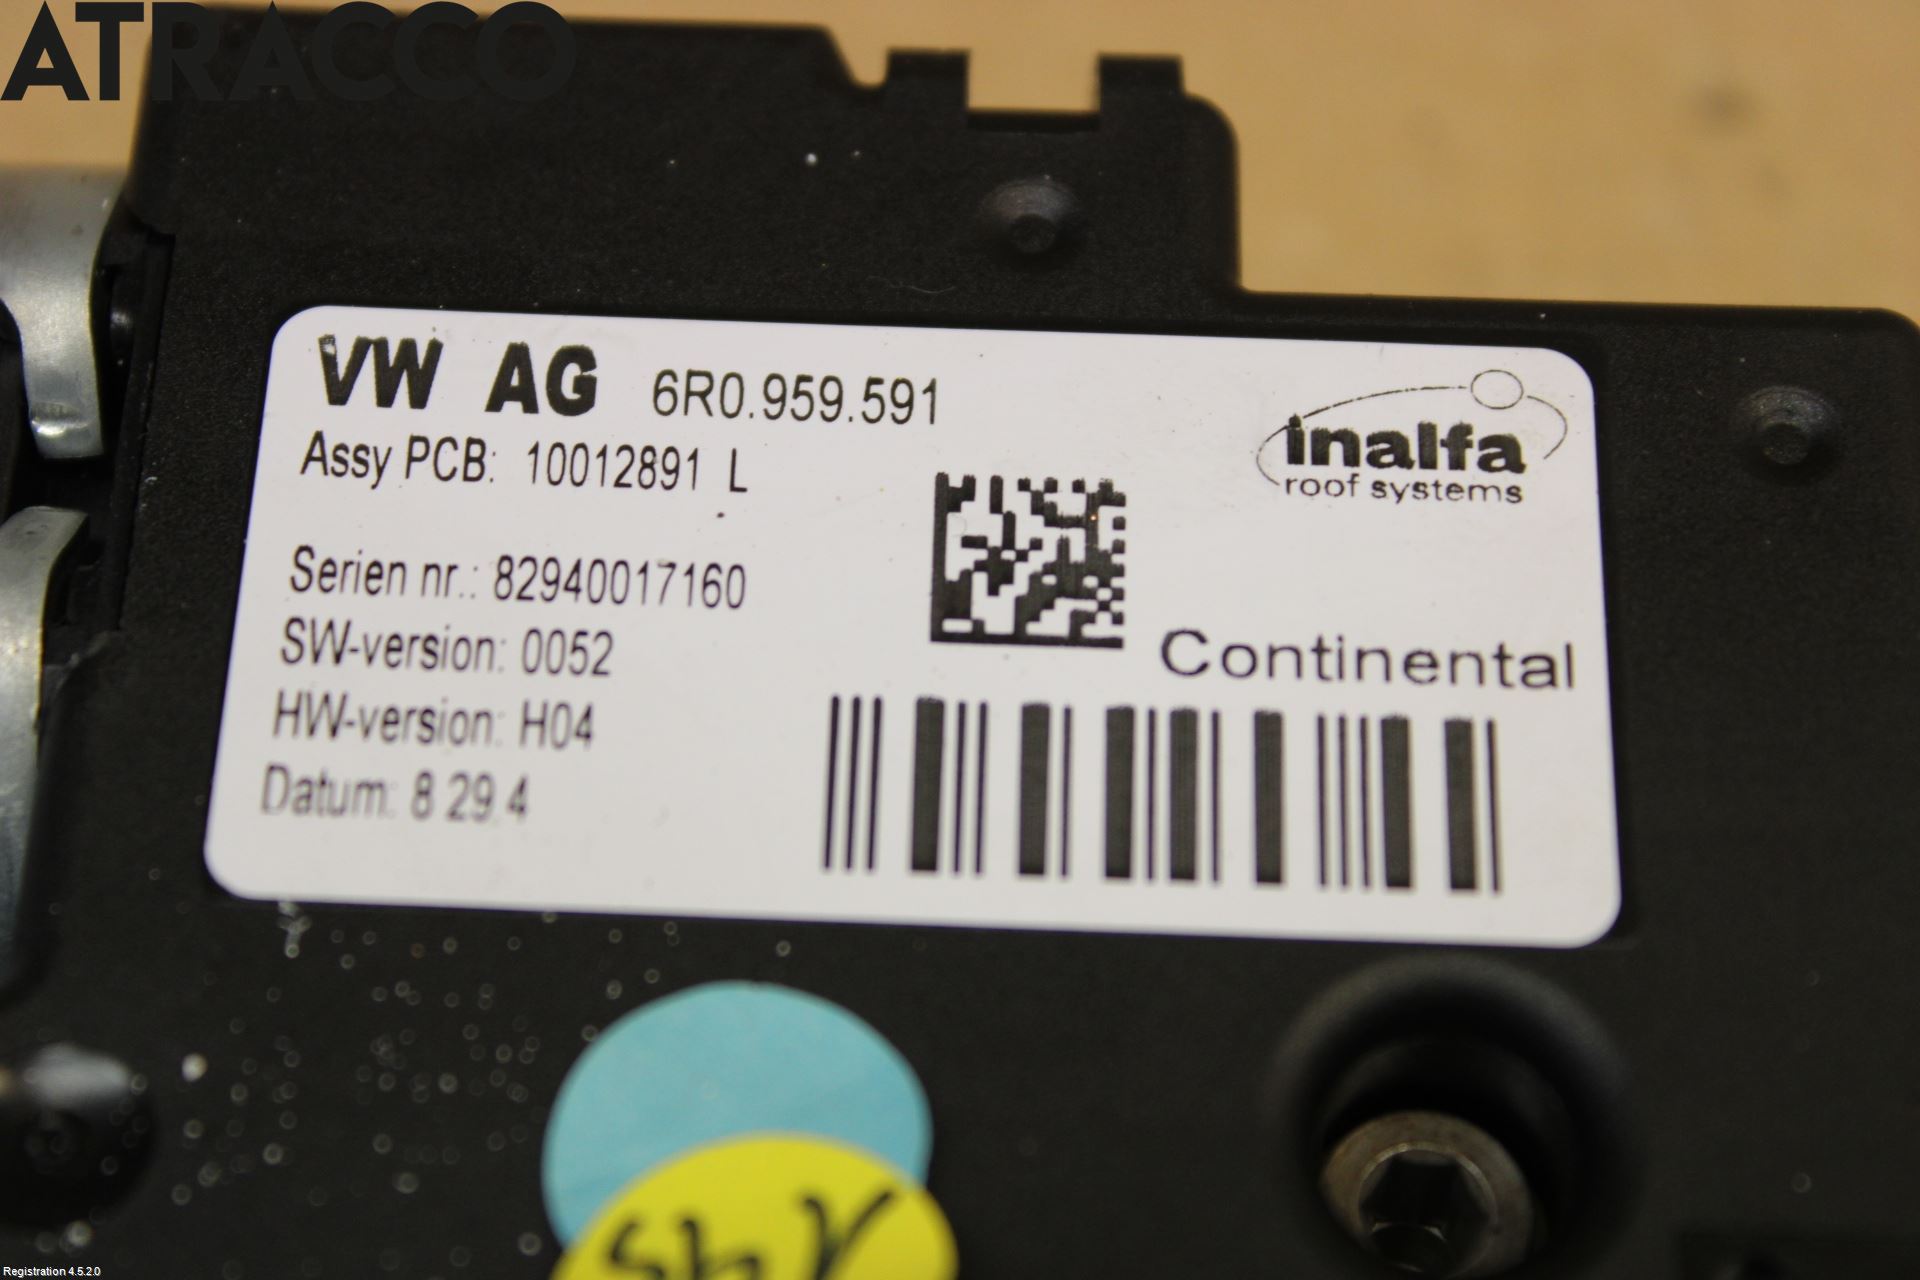 ATRACCO
VW AG 6R0.959.591
Assy PCB: 10012891 L
inalfa
roof systems
Serien nr.: 82940017160
SW-version: 0052
HW-version: H04
Datum: 8 29.4
Continental
Registration 4.5.2.0